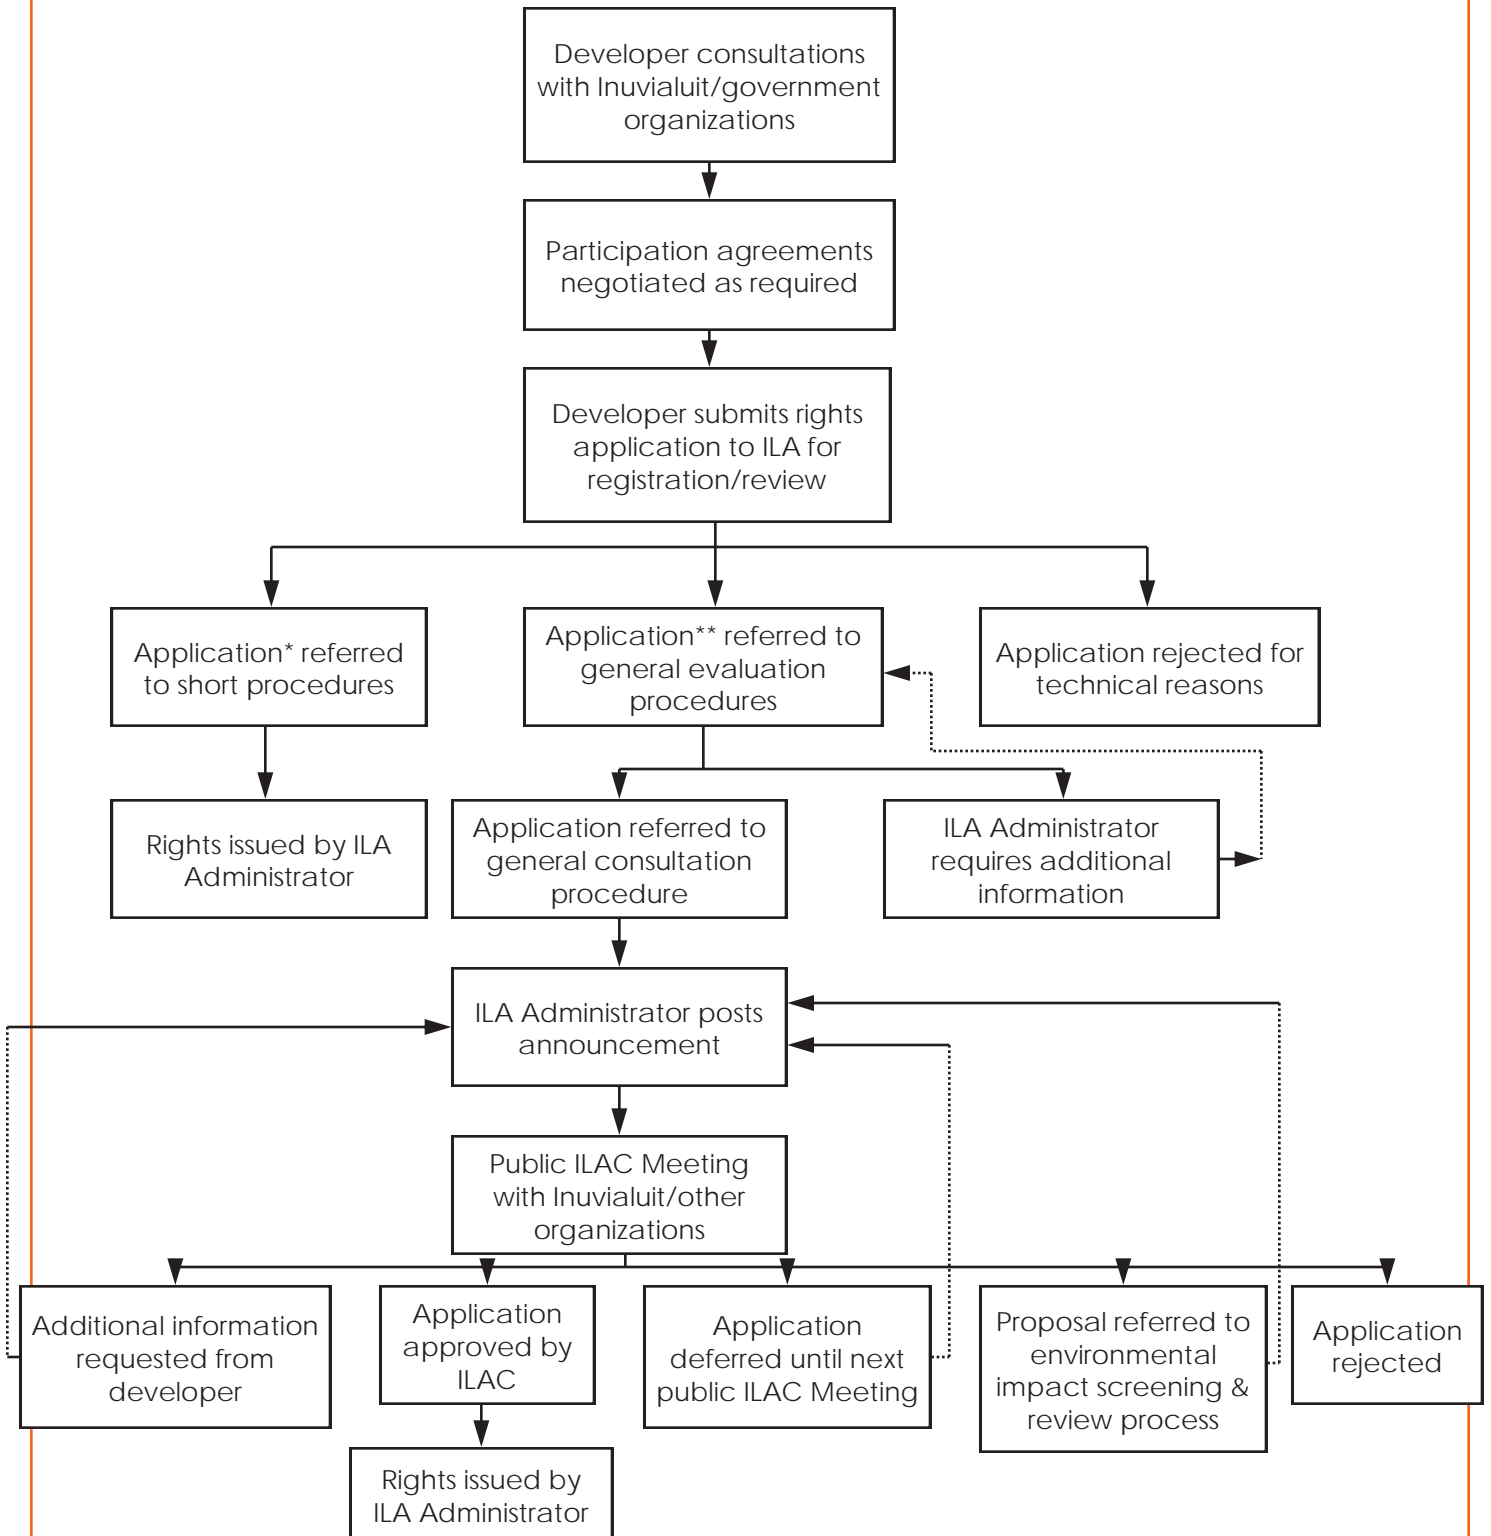 Developer consultations
with Inuvialuit/government
organizations
Participation agreements
negotiated as required
Developer submits rights
application to ILA for
registration/review
Application* referred
to short procedures
Application** referred to
general evaluation
procedures
Application rejected for
technical reasons
Rights issued by ILA
Administrator
Application referred to
general consultation
procedure
ILA Administrator
requires additional
information
ILA Administrator posts
announcement
Public ILAC Meeting
with Inuvialuit/other
organizations
Additional information
requested from
developer
Application
approved by
ILAC
Application
deferred until next
public ILAC Meeting
Proposal referred to
environmental
impact screening &
review process
Application
rejected
Rights issued by
ILA Administrator